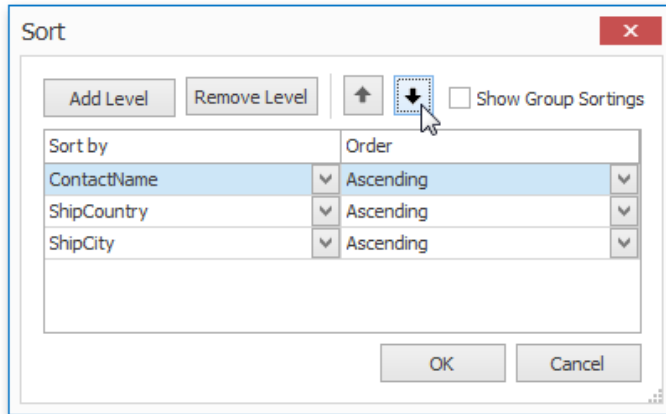 Sort
Add Level Remove Level Show Group Sortings
Sort by Order
ContactName Ascending
ShipCountry Ascending
ShipCity Ascending
OK Cancel